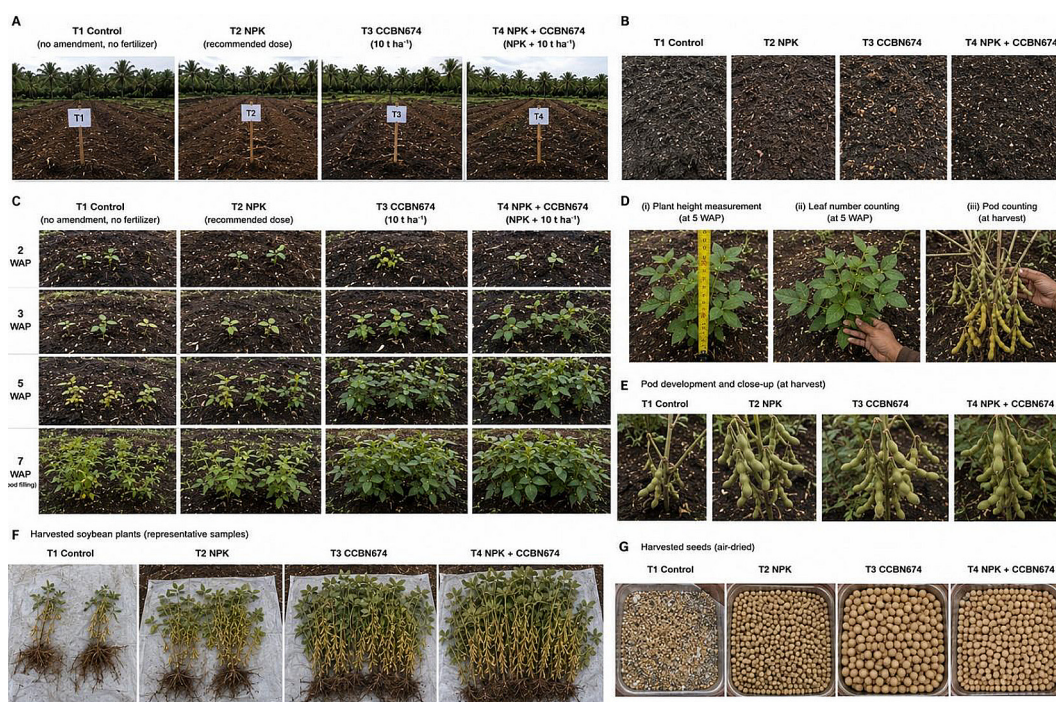 A
T1 Control
(no amendment, no fertilizer)
T2 NPK
(recommended dose)
T3 CCBN674
(10 t ha⁻¹)
T4 NPK + CCBN674
(NPK + 10 t ha⁻¹)
T1
T2
T3
T4
B
T1 Control
T2 NPK
T3 CCBN674
T4 NPK + CCBN674
C
T1 Control
(no amendment, no fertilizer)
T2 NPK
(recommended dose)
T3 CCBN674
(10 t ha⁻¹)
T4 NPK + CCBN674
(NPK + 10 t ha⁻¹)
2
WAP
3
WAP
5
WAP
7
WAP
ood filling)
D
(i) Plant height measurement
(at 5 WAP)
(ii) Leaf number counting
(at 5 WAP)
(iii) Pod counting
(at harvest)
E Pod development and close-up (at harvest)
T1 Control
T2 NPK
T3 CCBN674
T4 NPK + CCBN674
F Harvested soybean plants (representative samples)
T1 Control
T2 NPK
T3 CCBN674
T4 NPK + CCBN674
G Harvested seeds (air-dried)
T1 Control
T2 NPK
T3 CCBN674
T4 NPK + CCBN674